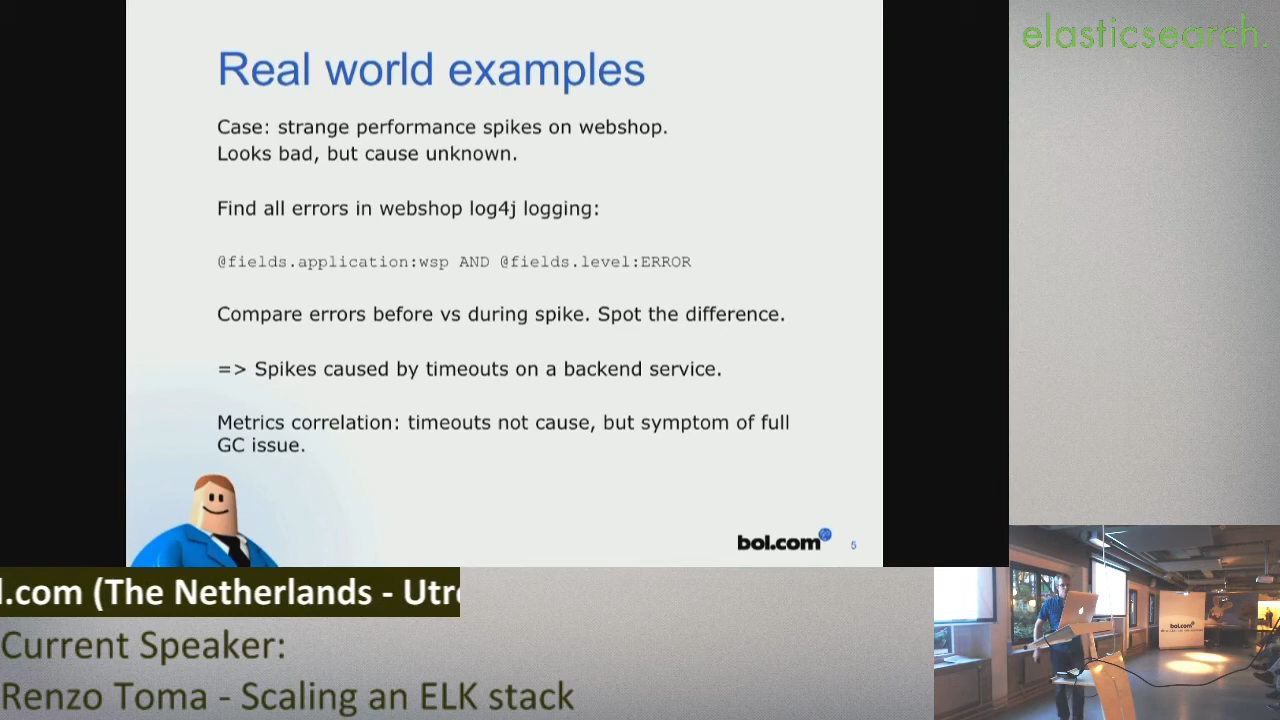 Real world examples
Case: strange performance spikes on webshop.
Looks bad, but cause unknown.
Find all errors in webshop log4j logging:
@fields.application:wsp AND @fields.level:ERROR
Compare errors before vs during spike. Spot the difference.
=> Spikes caused by timeouts on a backend service.
Metrics correlation: timeouts not cause, but symptom of full
GC issue.
bol.com
5
elasticsearch.
l.com (The Netherlands - Utre
Current Speaker:
Renzo Toma - Scaling an ELK stack
bol.com